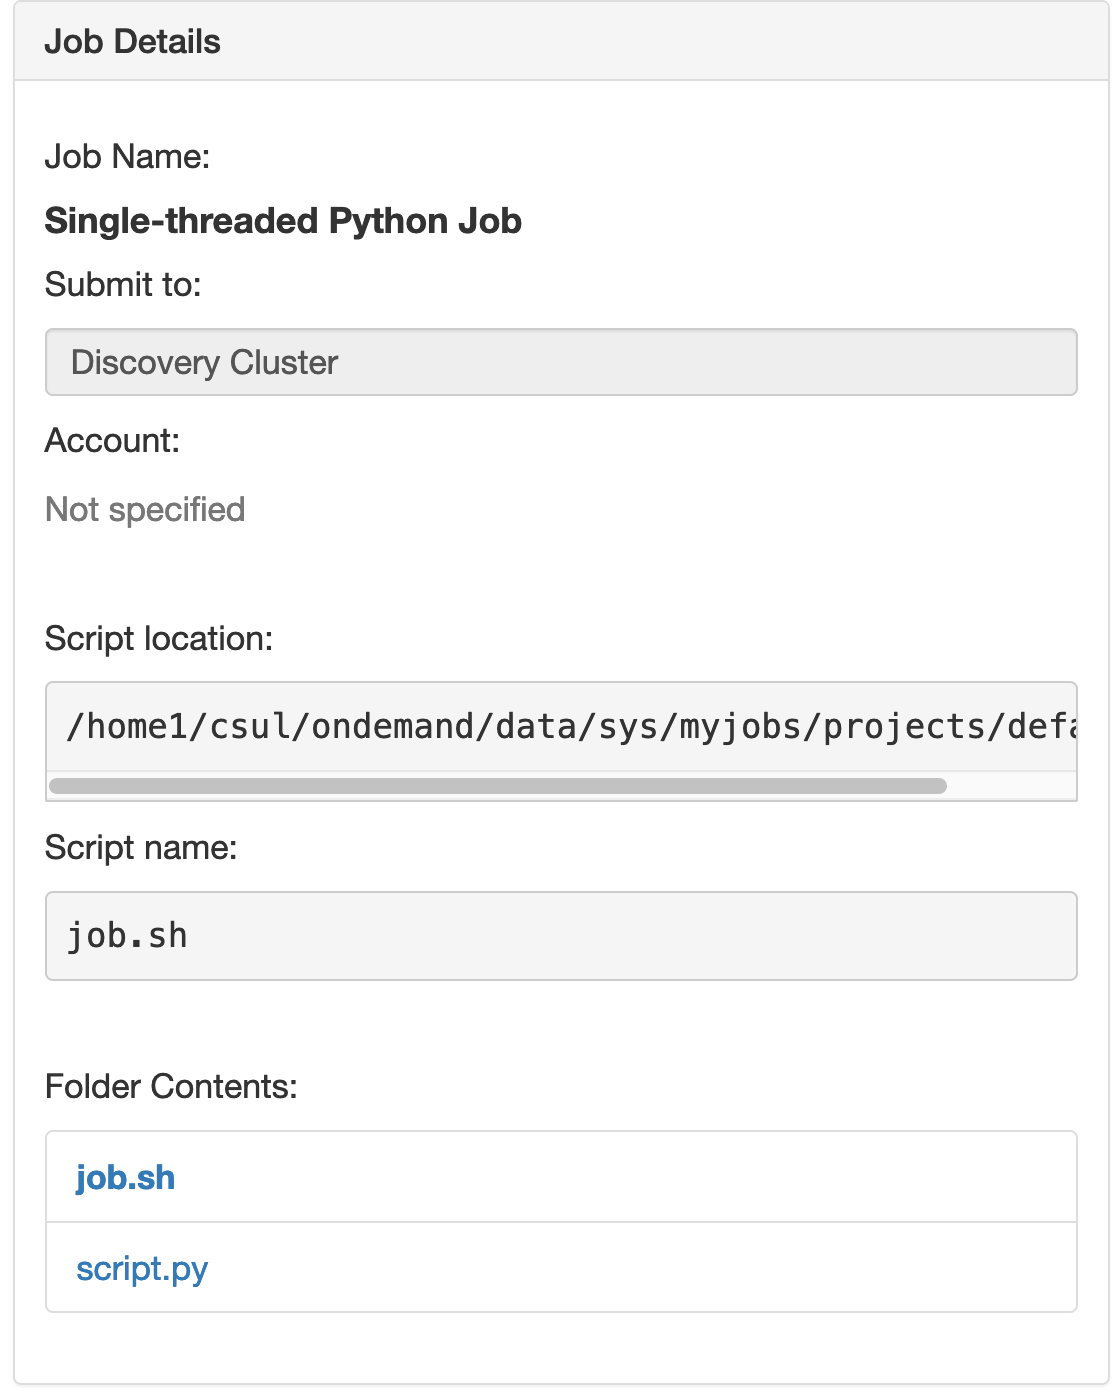 Job Details
Job Name:
Single-threaded Python Job
Submit to:
Discovery Cluster
Account:
Not specified
Script location:
/home1/csul/ondemand/data/sys/myjobs/projects/defa
Script name:
job.sh
Folder Contents:
job.sh
script.py